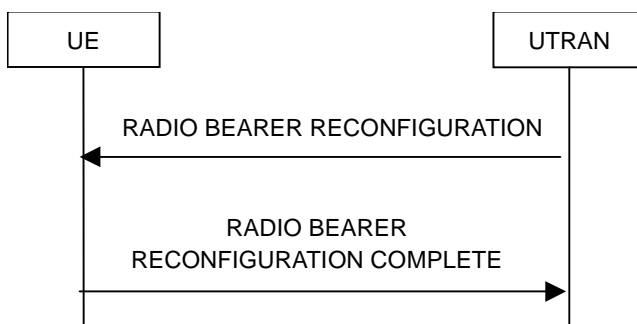 UE
UTRAN
RADIO BEARER RECONFIGURATION
RADIO BEARER
RECONFIGURATION COMPLETE